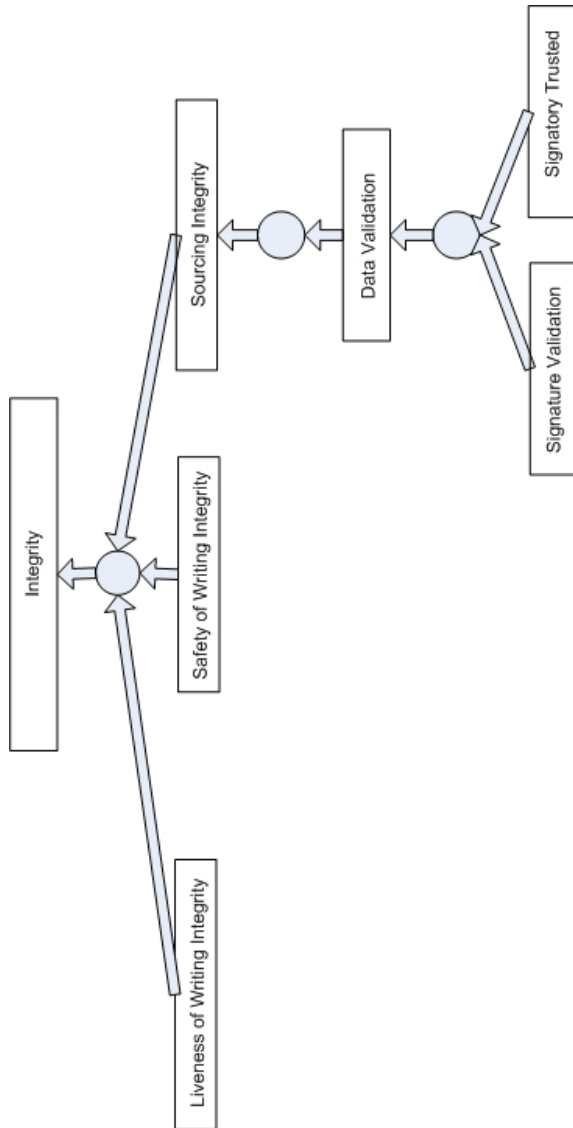 Integrity
Liveness of Writing Integrity
Safety of Writing Integrity
Sourcing Integrity
Data Validation
Signature Validation
Signatory Trusted